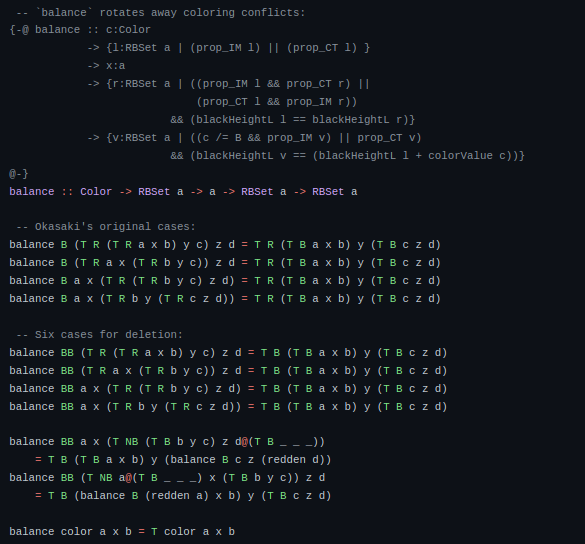 -- `balance` rotates away coloring conflicts:
{-@ balance :: c:Color
            -> {l:RBSet a | (prop_IM l) || (prop_CT l) }
            -> x:a
            -> {r:RBSet a | ((prop_IM l && prop_CT r) ||
                             (prop_CT l && prop_IM r))
                         && (blackHeightL l == blackHeightL r)}
            -> {v:RBSet a | ((c /= B && prop_IM v) || prop_CT v)
                         && (blackHeightL v == (blackHeightL l + colorValue c))}
@-}
balance :: Color -> RBSet a -> a -> RBSet a -> RBSet a
-- Okasaki's original cases:
balance B (T R (T R a x b) y c) z d = T R (T B a x b) y (T B c z d)
balance B (T R a x (T R b y c)) z d = T R (T B a x b) y (T B c z d)
balance B a x (T R (T R b y c) z d) = T R (T B a x b) y (T B c z d)
balance B a x (T R b y (T R c z d)) = T R (T B a x b) y (T B c z d)
-- Six cases for deletion:
balance BB (T R (T R a x b) y c) z d = T B (T B a x b) y (T B c z d)
balance BB (T R a x (T R b y c)) z d = T B (T B a x b) y (T B c z d)
balance BB a x (T R (T R b y c) z d) = T B (T B a x b) y (T B c z d)
balance BB a x (T R b y (T R c z d)) = T B (T B a x b) y (T B c z d)
balance BB a x (T NB (T B b y c) z d@(T B _ _ _))
    = T B (T B a x b) y (balance B c z (redden d))
balance BB (T NB a@(T B _ _ _) x (T B b y c)) z d
    = T B (balance B (redden a) x b) y (T B c z d)
balance color a x b = T color a x b